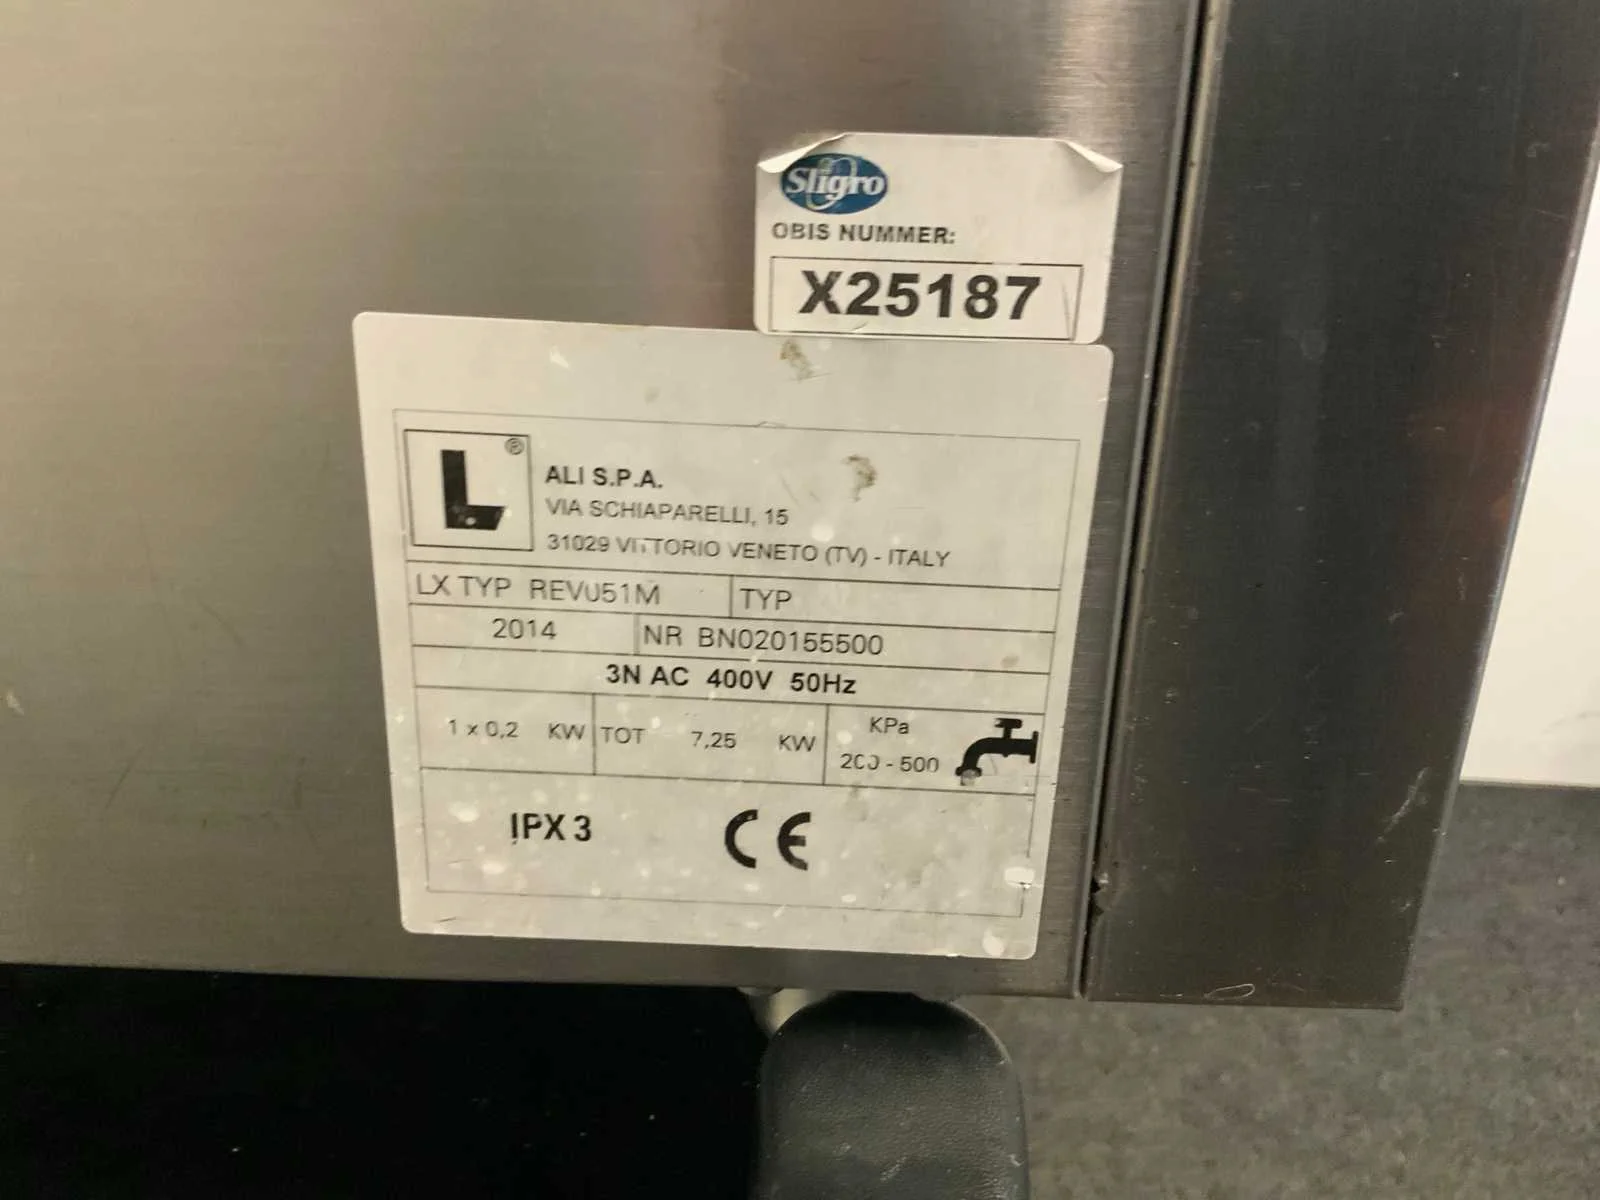 Sligro
OBIS NUMMER:
X25187
L®
ALI S.P.A.
VIA SCHIAPARELLI, 15
31029 VITTORIO VENETO (TV) - ITALY
LX TYP REVU51M TYP
2014 NR BN020155500
3N AC 400V 50Hz
1 x 0,2 KW TOT 7,25 KW KPa
200 - 500
IPX 3 CE